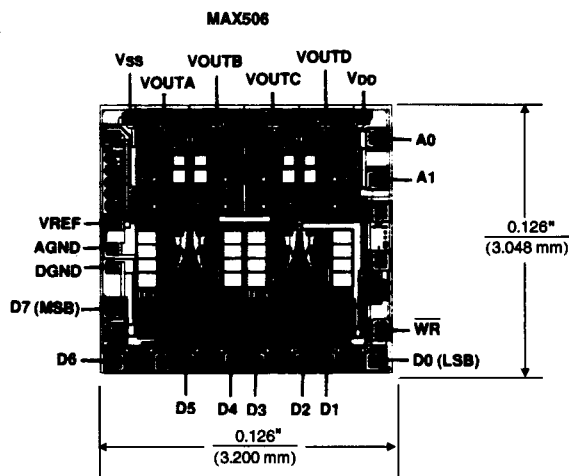 MAX506
VSS
VOUTA
VOUTB
VOUTC
VOUTD
VDD
A0
A1
VREF
AGND
DGND
D7 (MSB)
D6
D5
D4
D3
D2
D1
WR
D0 (LSB)
0.126"
(3.048 mm)
0.126"
(3.200 mm)